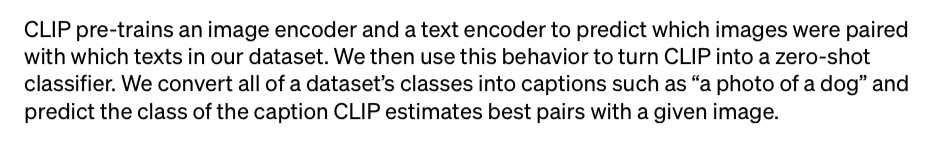 CLIP pre-trains an image encoder and a text encoder to predict which images were paired
with which texts in our dataset. We then use this behavior to turn CLIP into a zero-shot
classifier. We convert all of a dataset’s classes into captions such as “a photo of a dog” and
predict the class of the caption CLIP estimates best pairs with a given image.